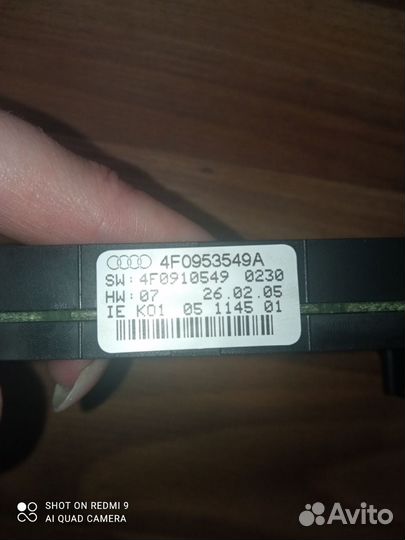 4F0953549A
SW:4F0910549 0230
HW:07 26.02.05
IE K01 05 1145 01
SHOT ON REDMI 9
AI QUAD CAMERA
Avito